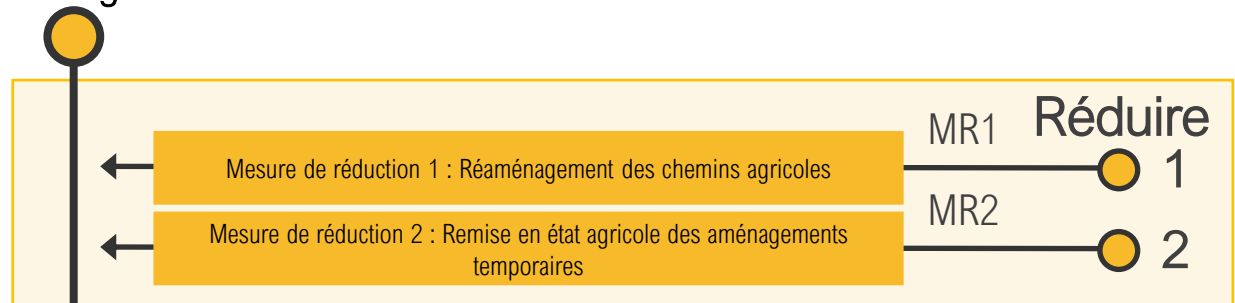 MR1
Réduire
Mesure de réduction 1 : Réaménagement des chemins agricoles
1
MR2
Mesure de réduction 2 : Remise en état agricole des aménagements
temporaires
2